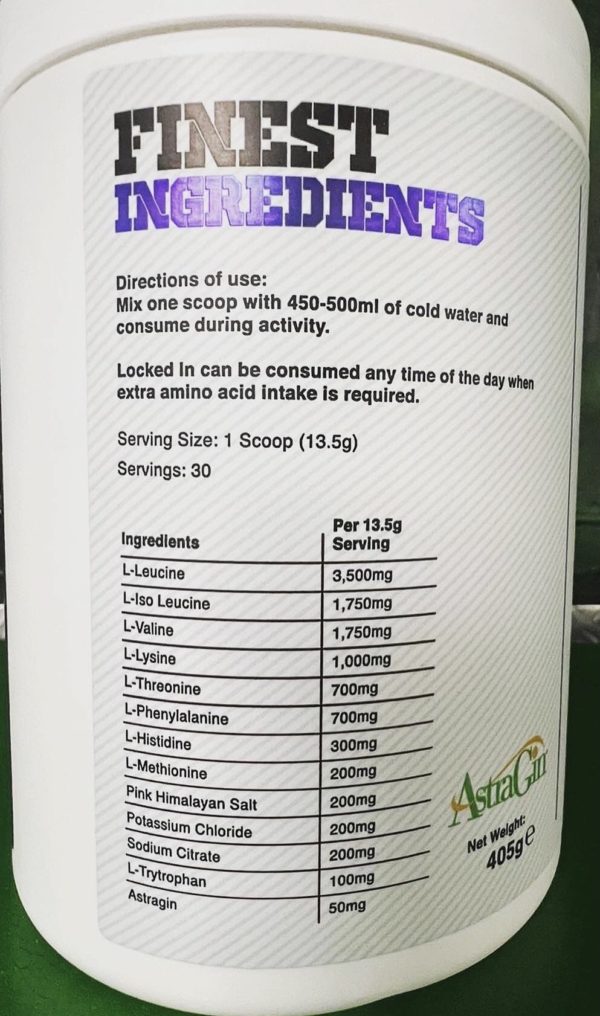 FINEST
INGREDIENTS
Directions of use:
Mix one scoop with 450-500ml of cold water and
consume during activity.
Locked In can be consumed any time of the day when
extra amino acid intake is required.
Serving Size: 1 Scoop (13.5g)
Servings: 30
Ingredients Per 13.5g Serving
L-Leucine 3,500mg
L-Iso Leucine 1,750mg
L-Valine 1,750mg
L-Lysine 1,000mg
L-Threonine 700mg
L-Phenylalanine 700mg
L-Histidine 300mg
L-Methionine 200mg
Pink Himalayan Salt 200mg
Potassium Chloride 200mg
Sodium Citrate 200mg
L-Trytrophan 100mg
Astragin 50mg
AstraGin
Net Weight:
405g e